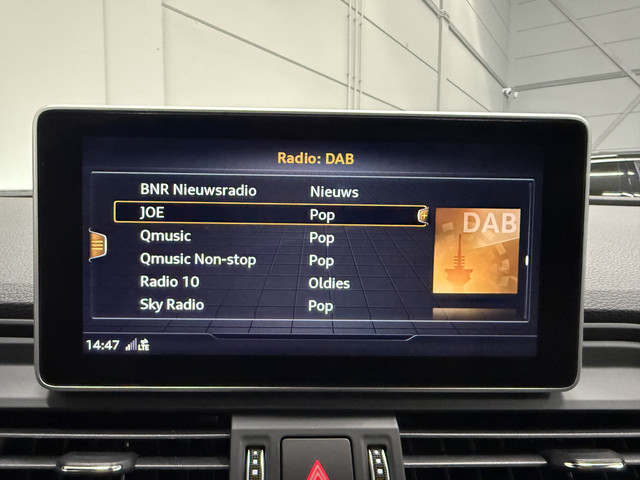 Radio: DAB
BNR Nieuwsradio Nieuws
JOE Pop
Qmusic Pop
Qmusic Non-stop Pop
Radio 10 Oldies
Sky Radio Pop
DAB
14:47 LTE